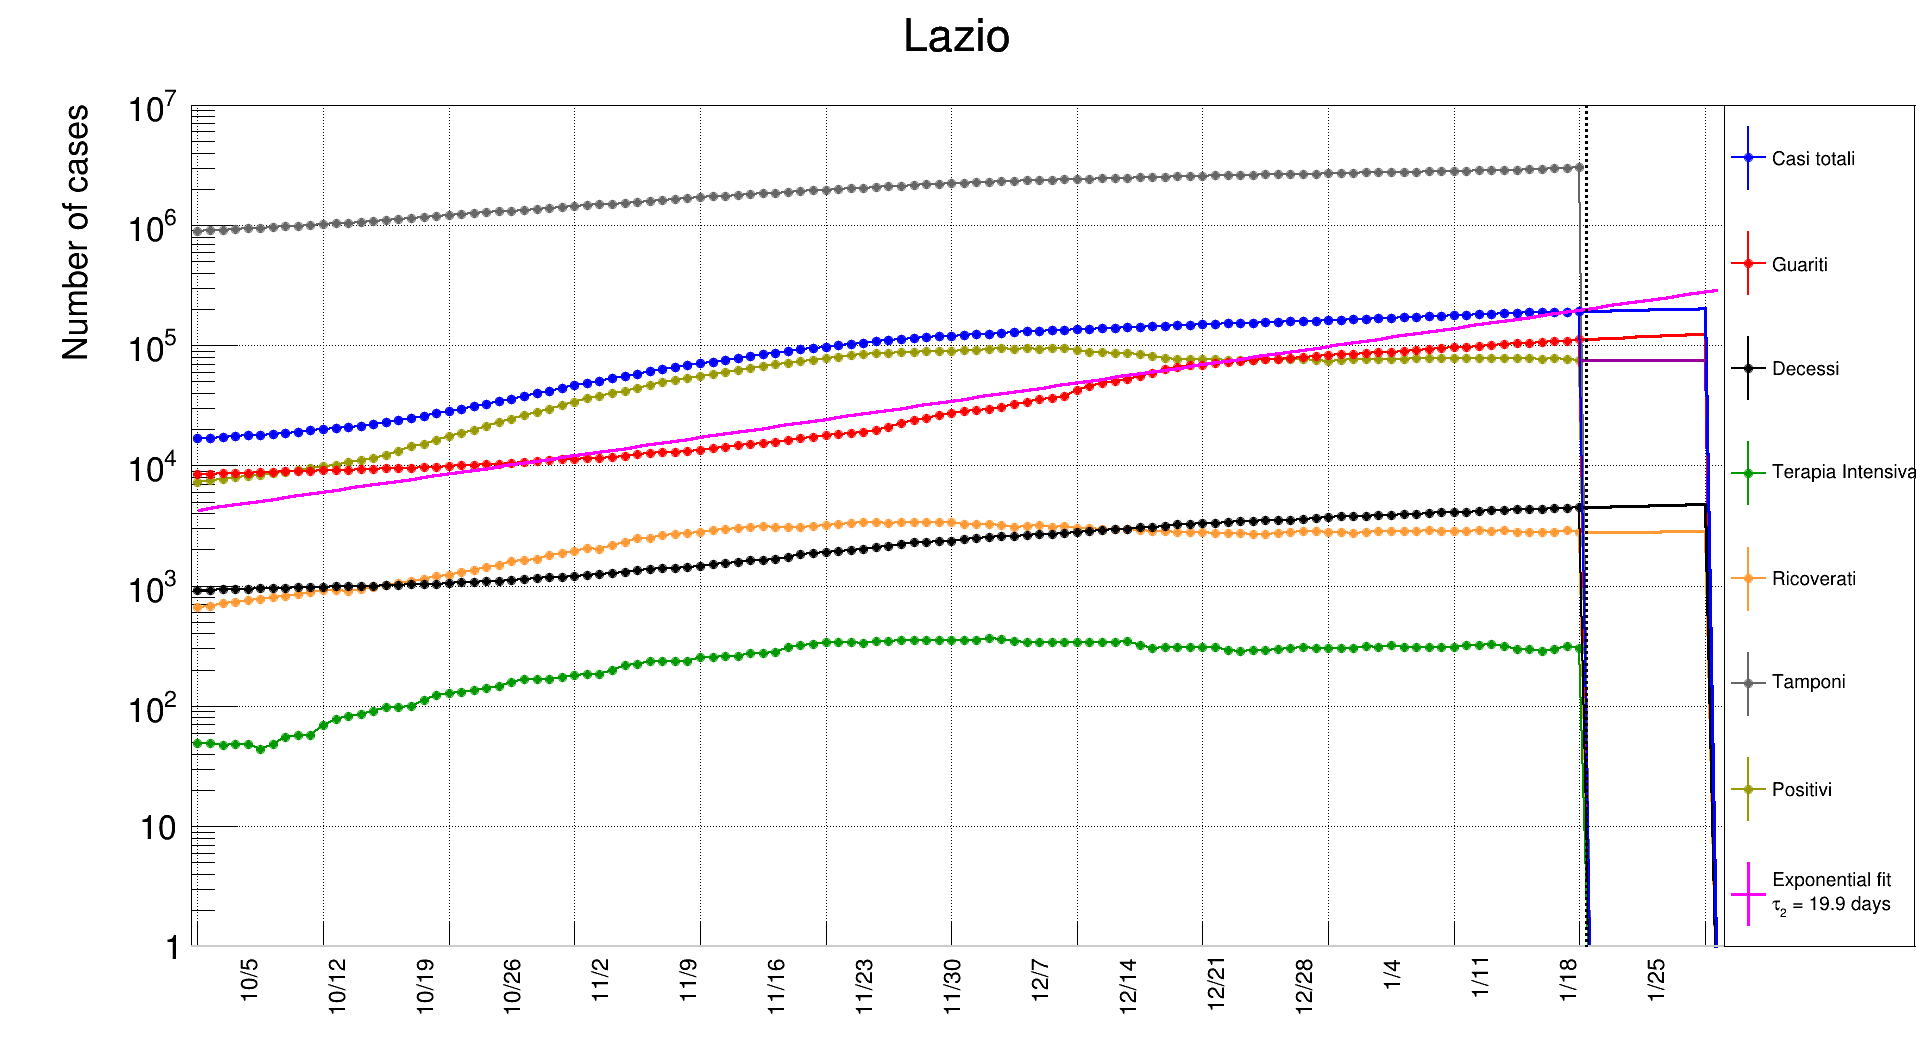 Lazio
Number of cases
10^7
10^6
10^5
10^4
10^3
10^2
10
1
10/5
10/12
10/19
10/26
11/2
11/9
11/16
11/23
11/30
12/7
12/14
12/21
12/28
1/4
1/11
1/18
1/25
Casi totali
Guariti
Decessi
Terapia Intensiva
Ricoverati
Tamponi
Positivi
Exponential fit
τ₂ = 19.9 days